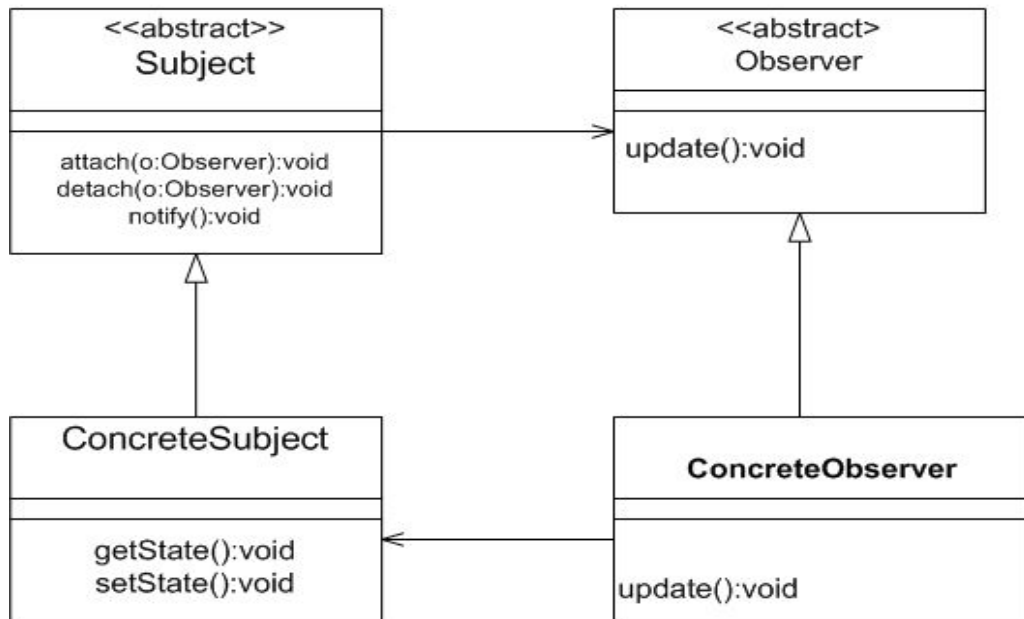 <<abstract>>
Subject
attach(o:Observer):void
detach(o:Observer):void
notify():void
<<abstract>
Observer
update():void
ConcreteSubject
getState():void
setState():void
ConcreteObserver
update():void